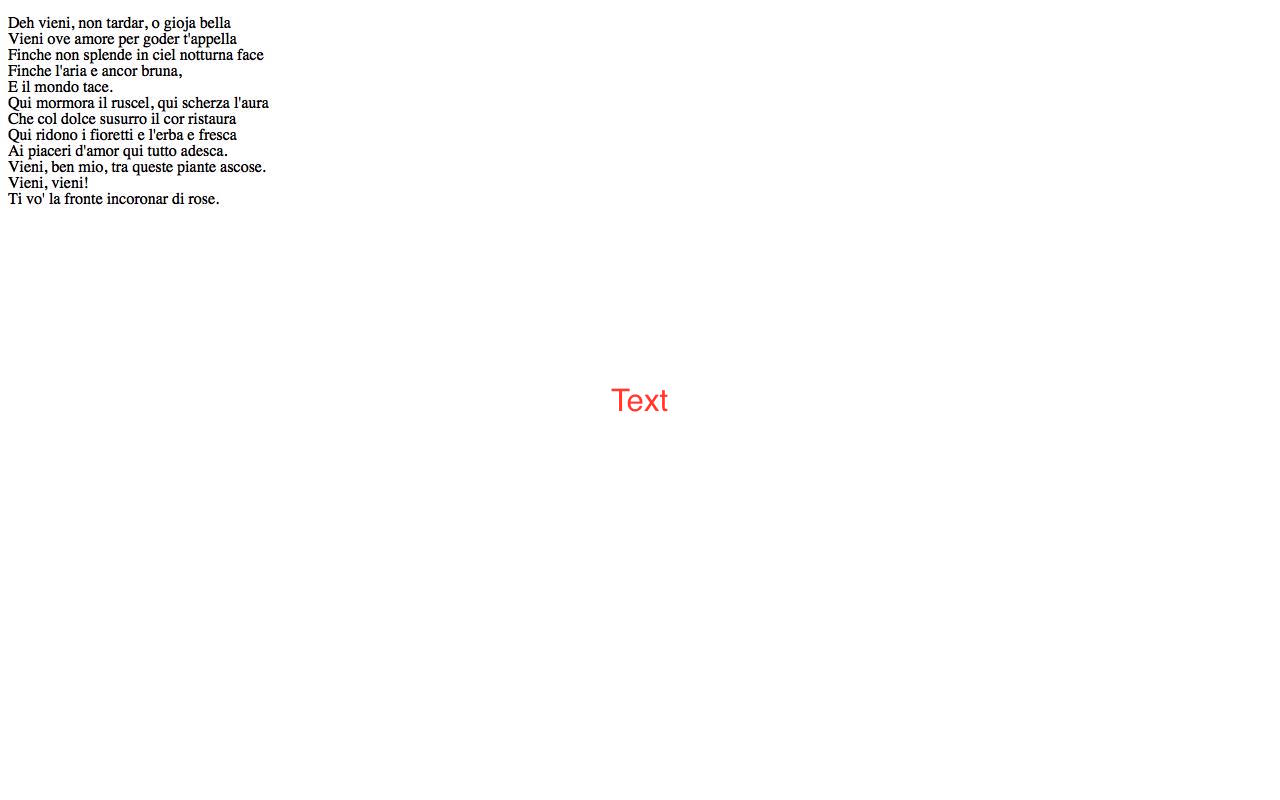 Deh vieni, non tardar, o gioja bella
Vieni ove amore per goder t'appella
Finche non splende in ciel notturna face
Finche l'aria e ancor bruna,
E il mondo tace.
Qui mormora il ruscel, qui scherza l'aura
Che col dolce susurro il cor ristaura
Qui ridono i fioretti e l'erba e fresca
Ai piaceri d'amor qui tutto adesca.
Vieni, ben mio, tra queste piante ascose.
Vieni, vieni!
Ti vo' la fronte incoronar di rose.
Text